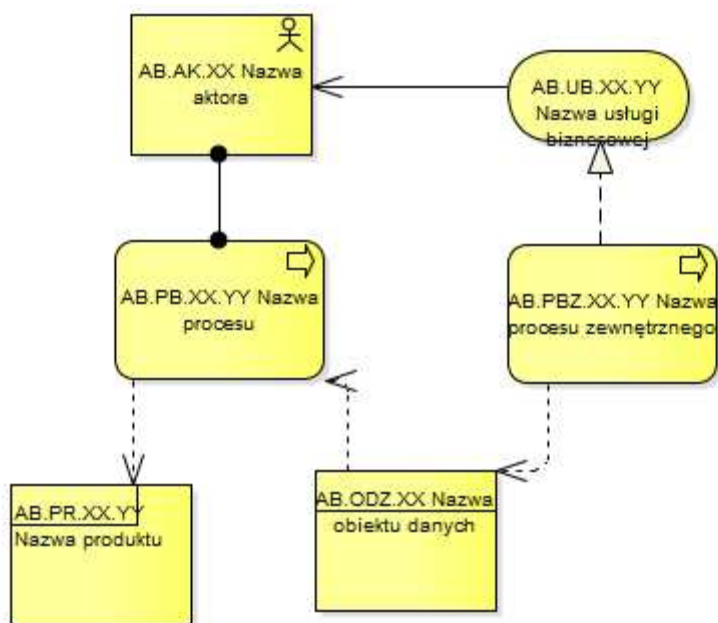 AB.AK.XX Nazwa
aktora
AB.UB.XX.YY
Nazwa usługi
biznesowej
AB.PB.XX.YY Nazwa
procesu
AB.PBZ.XX.YY Nazwa
procesu zewnętrznego
AB.PR.XX.YY
Nazwa produktu
AB.ODZ.XX Nazwa
obiektu danych